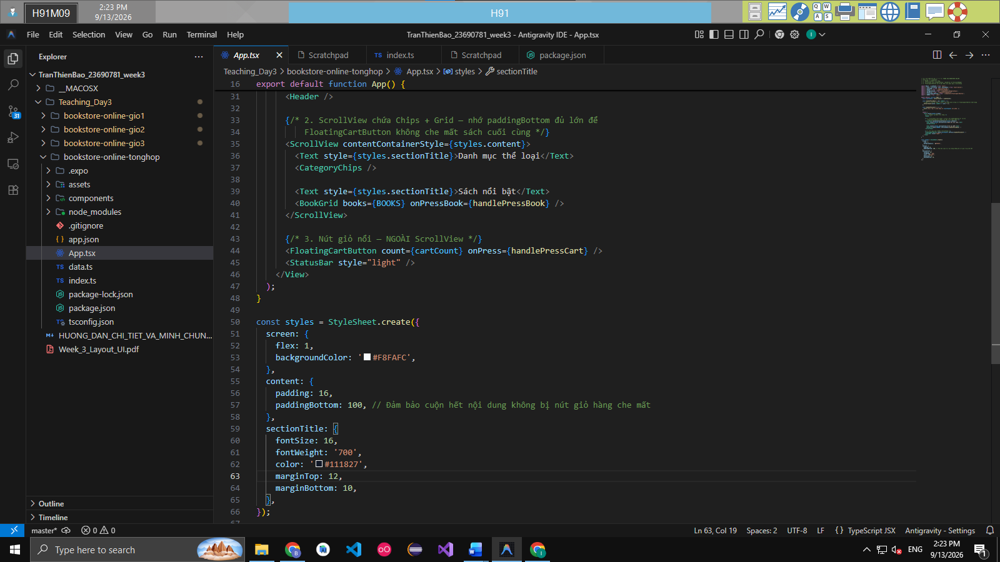 H91M09
2:23 PM
9/13/2026
H91
File Edit Selection View Go Run Terminal Help
TranThienBao_23690781_week3 - Antigravity IDE - App.tsx
Explorer
TranThienBao_23690781_week3
__MACOSX
Teaching_Day3
bookstore-online-gio1
bookstore-online-gio2
bookstore-online-gio3
bookstore-online-tonghop
.expo
assets
components
node_modules
.gitignore
app.json
App.tsx
data.ts
index.ts
package-lock.json
package.json
tsconfig.json
HUONG_DAN_CHI_TIET_VA_MINH_CHUN...
Week_3_Layout_UI.pdf
Outline
Timeline
App.tsx Scratchpad index.ts Scratchpad package.json
Teaching_Day3 > bookstore-online-tonghop > App.tsx > styles > sectionTitle
16 export default function App() {
31 <Header />
32
33 {/* 2. ScrollView chứa Chips + Grid — nhớ paddingBottom đủ lớn để
34 FloatingCartButton không che mất sách cuối cùng */}
35 <ScrollView contentContainerStyle={styles.content}>
36 <Text style={styles.sectionTitle}>Danh mục thể loại</Text>
37 <CategoryChips />
38
39 <Text style={styles.sectionTitle}>Sách nổi bật</Text>
40 <BookGrid books={BOOKS} onPressBook={handlePressBook} />
41 </ScrollView>
42
43 {/* 3. Nút giỏ nổi — NGOÀI ScrollView */}
44 <FloatingCartButton count={cartCount} onPress={handlePressCart} />
45 <StatusBar style="light" />
46 </View>
47 );
48 }
49
50 const styles = StyleSheet.create({
51 screen: {
52 flex: 1,
53 backgroundColor: '#F8FAFC',
54 },
55 content: {
56 padding: 16,
57 paddingBottom: 100, // Đảm bảo cuộn hết nội dung không bị nút giỏ hàng che mất
58 },
59 sectionTitle: {
60 fontSize: 16,
61 fontWeight: '700',
62 color: '#111827',
63 marginTop: 12,
64 marginBottom: 10,
65 },
66 });
67
31
master* 0 0
Ln 63, Col 19 Spaces: 2 UTF-8 LF {} TypeScript JSX Antigravity - Settings
Type here to search
ENG
2:23 PM
9/13/2026
1